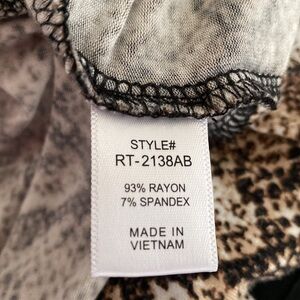 STYLE#
RT-2138AB
93% RAYON
7% SPANDEX
MADE IN
VIETNAM